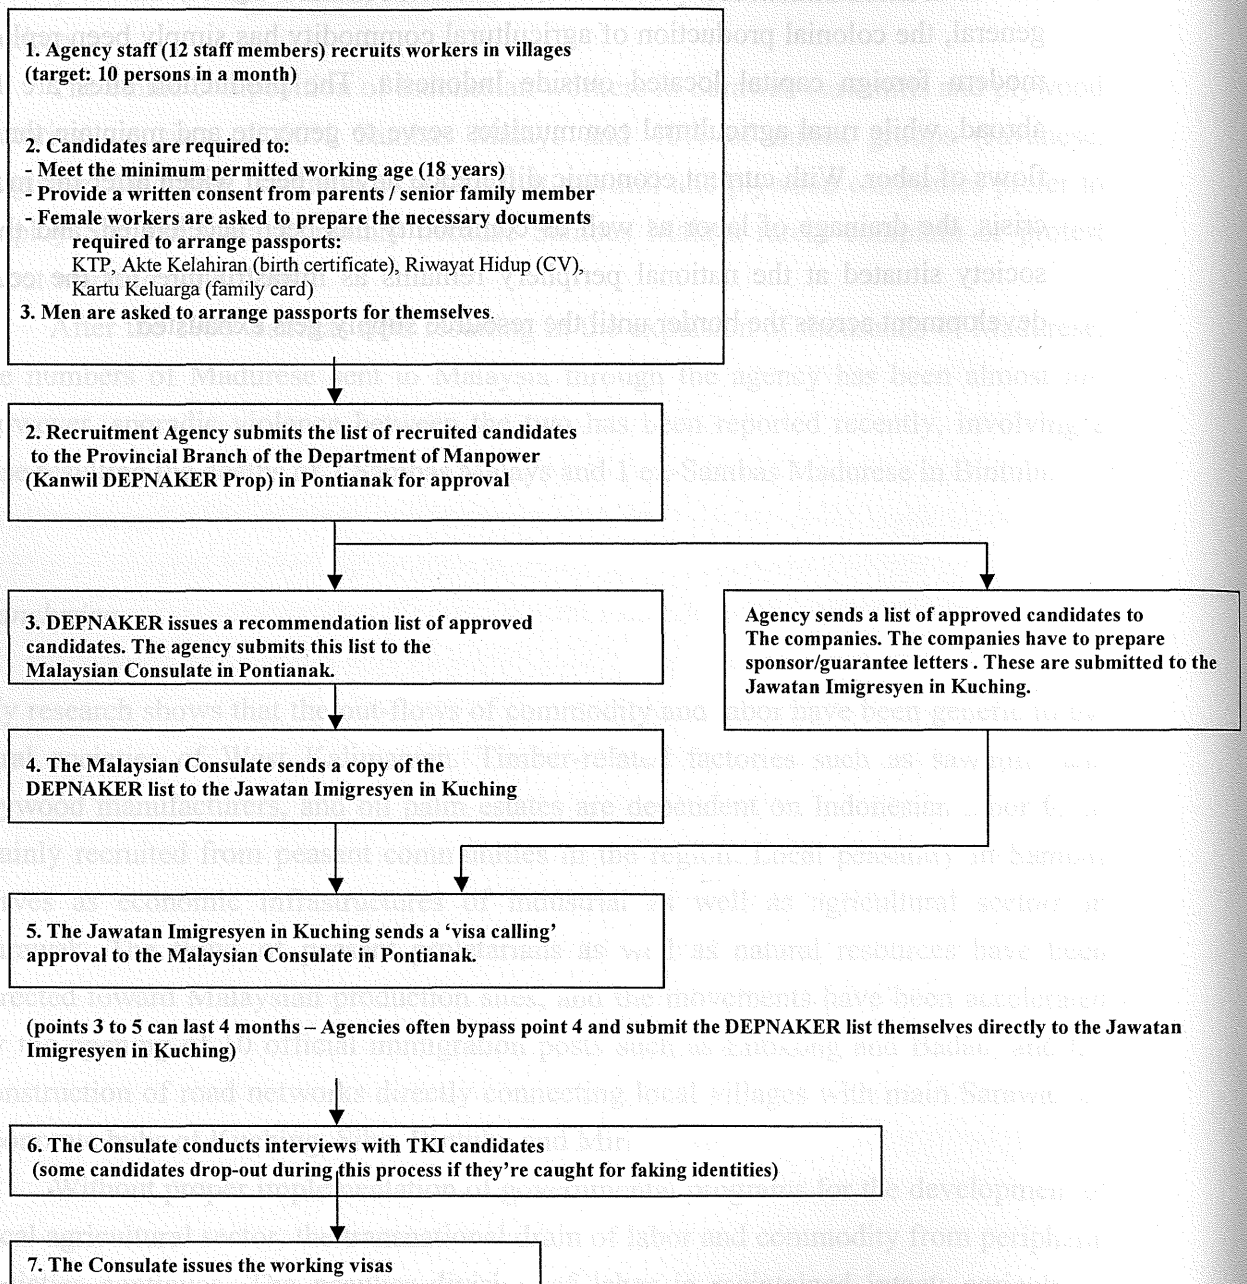 1. Agency staff (12 staff members) recruits workers in villages
(target: 10 persons in a month)
2. Candidates are required to:
- Meet the minimum permitted working age (18 years)
- Provide a written consent from parents / senior family member
- Female workers are asked to prepare the necessary documents
required to arrange passports:
KTP, Akte Kelahiran (birth certificate), Riwayat Hidup (CV),
Kartu Keluarga (family card)
3. Men are asked to arrange passports for themselves.
2. Recruitment Agency submits the list of recruited candidates
to the Provincial Branch of the Department of Manpower
(Kanwil DEPNAKER Prop) in Pontianak for approval
3. DEPNAKER issues a recommendation list of approved
candidates. The agency submits this list to the
Malaysian Consulate in Pontianak.
Agency sends a list of approved candidates to
The companies. The companies have to prepare
sponsor/guarantee letters . These are submitted to the
Jawatan Imigresyen in Kuching.
4. The Malaysian Consulate sends a copy of the
DEPNAKER list to the Jawatan Imigresyen in Kuching
5. The Jawatan Imigresyen in Kuching sends a ‘visa calling’
approval to the Malaysian Consulate in Pontianak.
(points 3 to 5 can last 4 months – Agencies often bypass point 4 and submit the DEPNAKER list themselves directly to the Jawatan
Imigresyen in Kuching)
6. The Consulate conducts interviews with TKI candidates
(some candidates drop-out during this process if they're caught for faking identities)
7. The Consulate issues the working visas